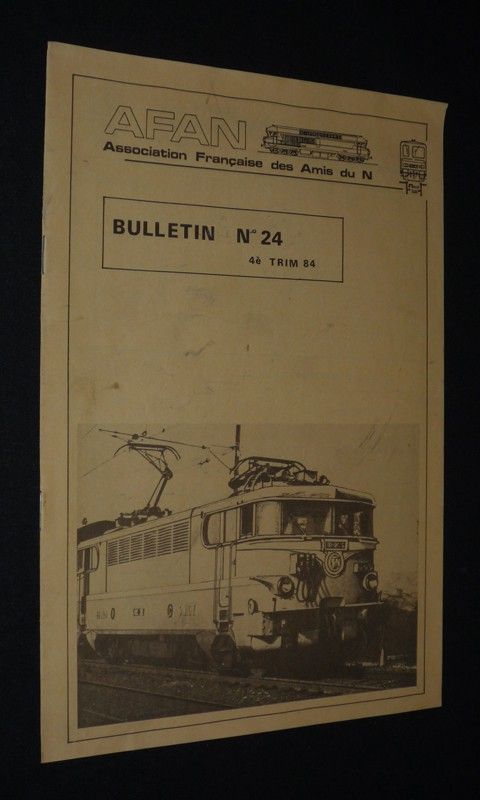 AFAN
Association Française des Amis du N
BULLETIN N° 24
4è TRIM 84